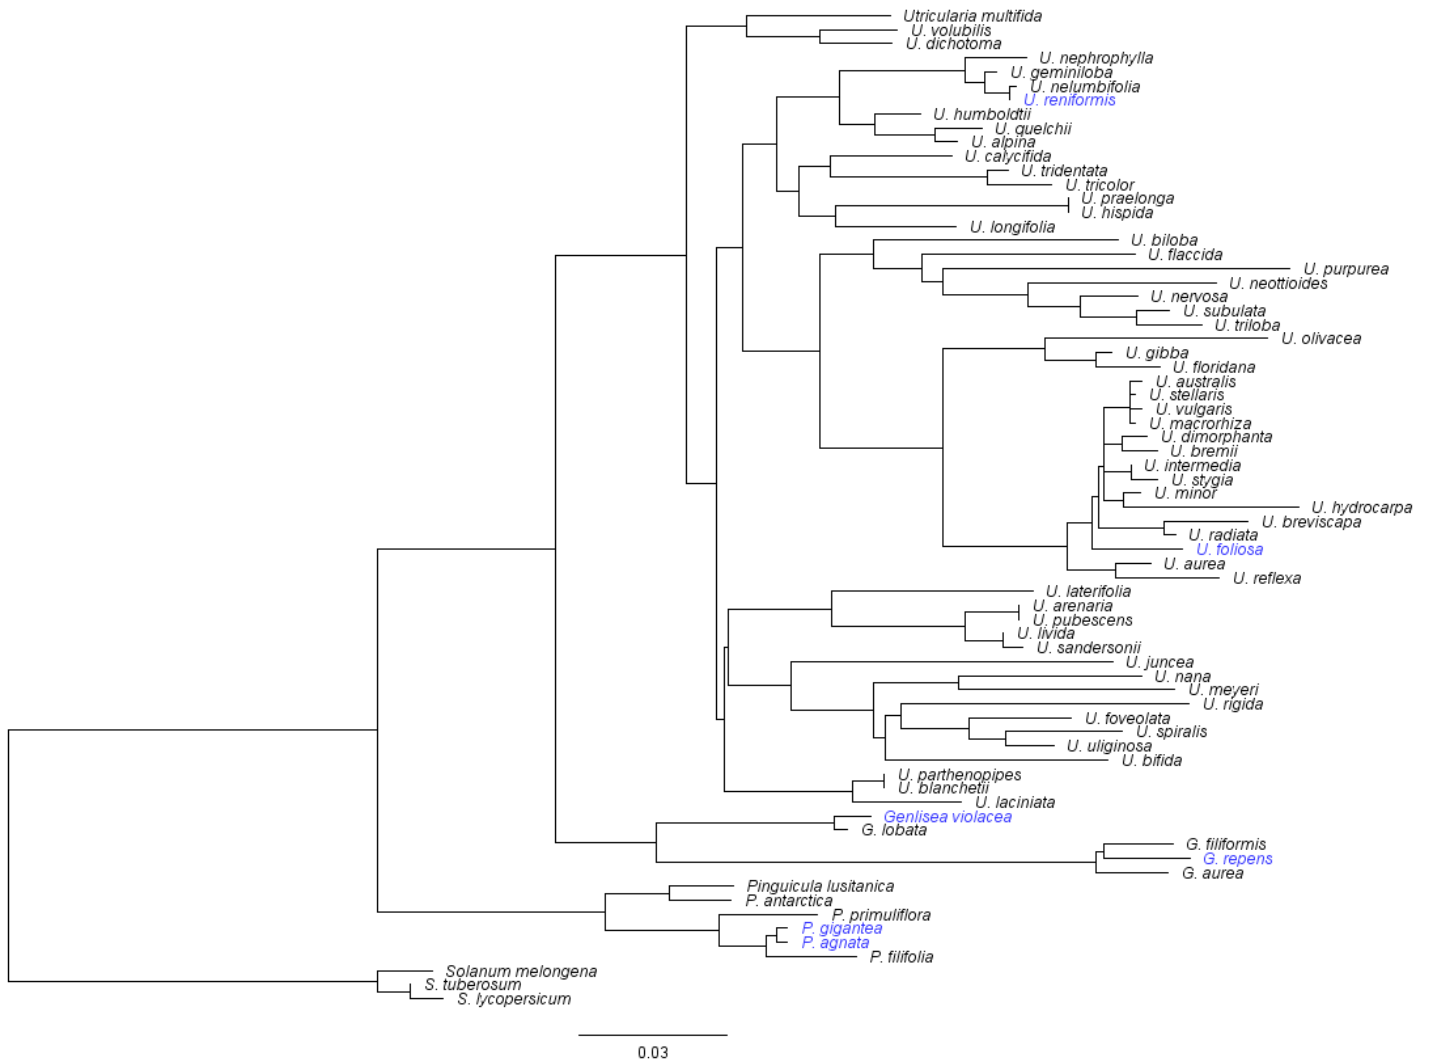 Utricularia multifida
U. volubilis
U. dichotoma
U. nephrophylla
U. geminiloba
U. nelumbifolia
U. reniformis
U. humboldtii
U. quelchii
U. alpina
U. calycifida
U. tridentata
U. tricolor
U. praelonga
U. hispida
U. longifolia
U. biloba
U. flaccida
U. purpurea
U. neottioides
U. nervosa
U. subulata
U. triloba
U. olivacea
U. gibba
U. floridana
U. australis
U. stellaris
U. vulgaris
U. macrorhiza
U. dimorphanta
U. bremii
U. intermedia
U. stygia
U. minor
U. hydrocarpa
U. breviscapa
U. radiata
U. foliosa
U. aurea
U. reflexa
U. laterifolia
U. arenaria
U. pubescens
U. livida
U. sandersonii
U. juncea
U. nana
U. meyeri
U. rigida
U. foveolata
U. spiralis
U. uliginosa
U. bifida
U. parthenopipes
U. blanchetii
U. laciniata
Genlisea violacea
G. lobata
G. filiformis
G. repens
G. aurea
Pinguicula lusitanica
P. antarctica
P. primuliflora
P. gigantea
P. agnata
P. filifolia
Solanum melongena
S. tuberosum
S. lycopersicum
0.03